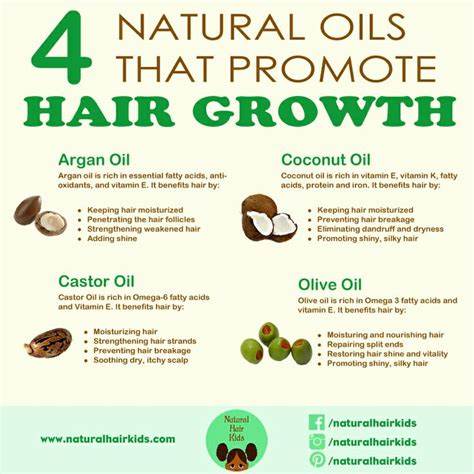 4 NATURAL OILS
THAT PROMOTE
HAIR GROWTH
Argan Oil
Argan oil is rich in essential fatty acids, anti-
oxidants, and vitamin E. It benefits hair by:
• Keeping hair moisturized
• Penetrating the hair follicles
• Strengthening weakened hair
• Adding shine
Coconut Oil
Coconut oil is rich in vitamin E, vitamin K, fatty
acids, protein and iron. It benefits hair by:
• Keeping hair moisturized
• Preventing hair breakage
• Eliminating dandruff and dryness
• Promoting shiny, silky hair
Castor Oil
Castor Oil is rich in Omega-6 fatty acids
and Vitamin E. It benefits hair by:
• Moisturizing hair
• Strengthening hair strands
• Preventing hair breakage
• Soothing dry, itchy scalp
Olive Oil
Olive oil is rich in Omega 3 fatty acids and
vitamin E. It benefits hair by:
• Moisturing and nourishing hair
• Repairing split ends
• Restoring hair shine and vitality
• Promoting shiny, silky hair
www.naturalhairkids.com
Natural
Hair
Kids
/naturalhairkids
/naturalhairkids
/naturalhairkids